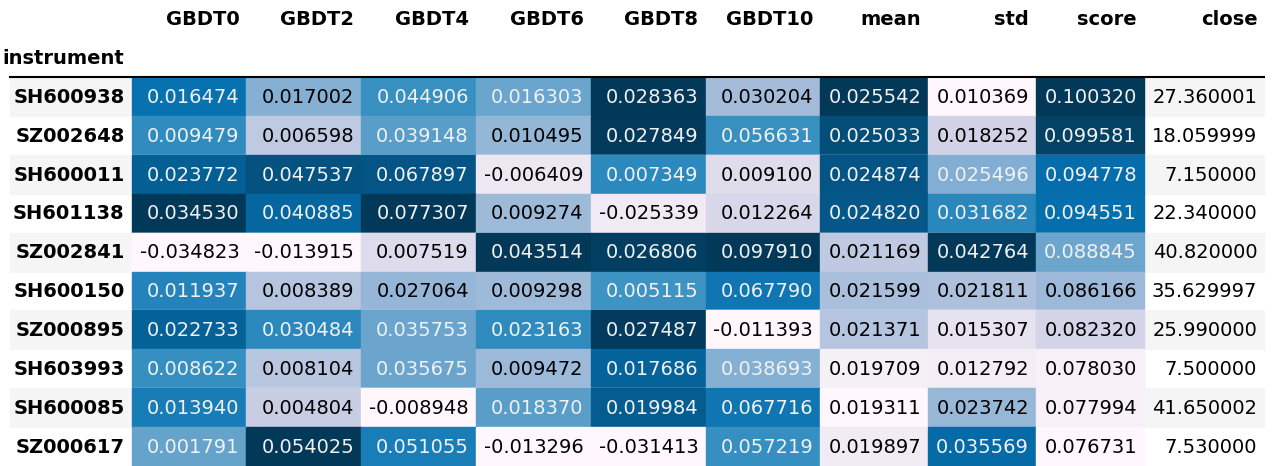 GBDT0 GBDT2 GBDT4 GBDT6 GBDT8 GBDT10 mean std score close
instrument
SH600938 0.016474 0.017002 0.044906 0.016303 0.028363 0.030204 0.025542 0.010369 0.100320 27.360001
SZ002648 0.009479 0.006598 0.039148 0.010495 0.027849 0.056631 0.025033 0.018252 0.099581 18.059999
SH600011 0.023772 0.047537 0.067897 -0.006409 0.007349 0.009100 0.024874 0.025496 0.094778 7.150000
SH601138 0.034530 0.040885 0.077307 0.009274 -0.025339 0.012264 0.024820 0.031682 0.094551 22.340000
SZ002841 -0.034823 -0.013915 0.007519 0.043514 0.026806 0.097910 0.021169 0.042764 0.088845 40.820000
SH600150 0.011937 0.008389 0.027064 0.009298 0.005115 0.067790 0.021599 0.021811 0.086166 35.629997
SZ000895 0.022733 0.030484 0.035753 0.023163 0.027487 -0.011393 0.021371 0.015307 0.082320 25.990000
SH603993 0.008622 0.008104 0.035675 0.009472 0.017686 0.038693 0.019709 0.012792 0.078030 7.500000
SH600085 0.013940 0.004804 -0.008948 0.018370 0.019984 0.067716 0.019311 0.023742 0.077994 41.650002
SZ000617 0.001791 0.054025 0.051055 -0.013296 -0.031413 0.057219 0.019897 0.035569 0.076731 7.530000